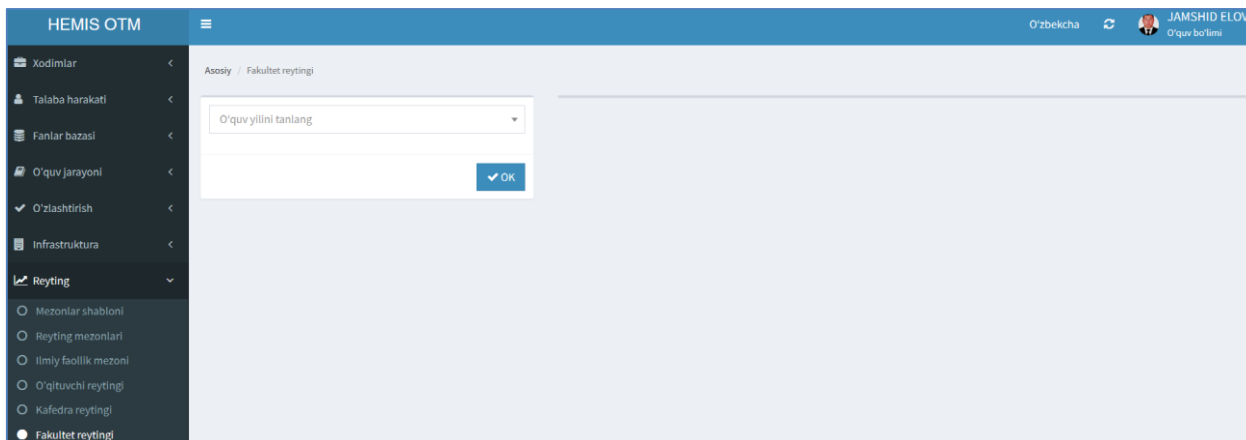 HEMIS OTM
O'zbekcha
JAMSHID ELOV
O'quv bo'limi
Xodimlar
Talaba harakati
Fanlar bazasi
O'quv jarayoni
O'zlashtirish
Infrastruktura
Reyting
Mezonlar shabloni
Reyting mezonlari
Ilmiy faollik mezoni
O'qituvchi reytingi
Kafedra reytingi
Fakultet reytingi
Asosiy / Fakultet reytingi
O'quv yilini tanlang
OK